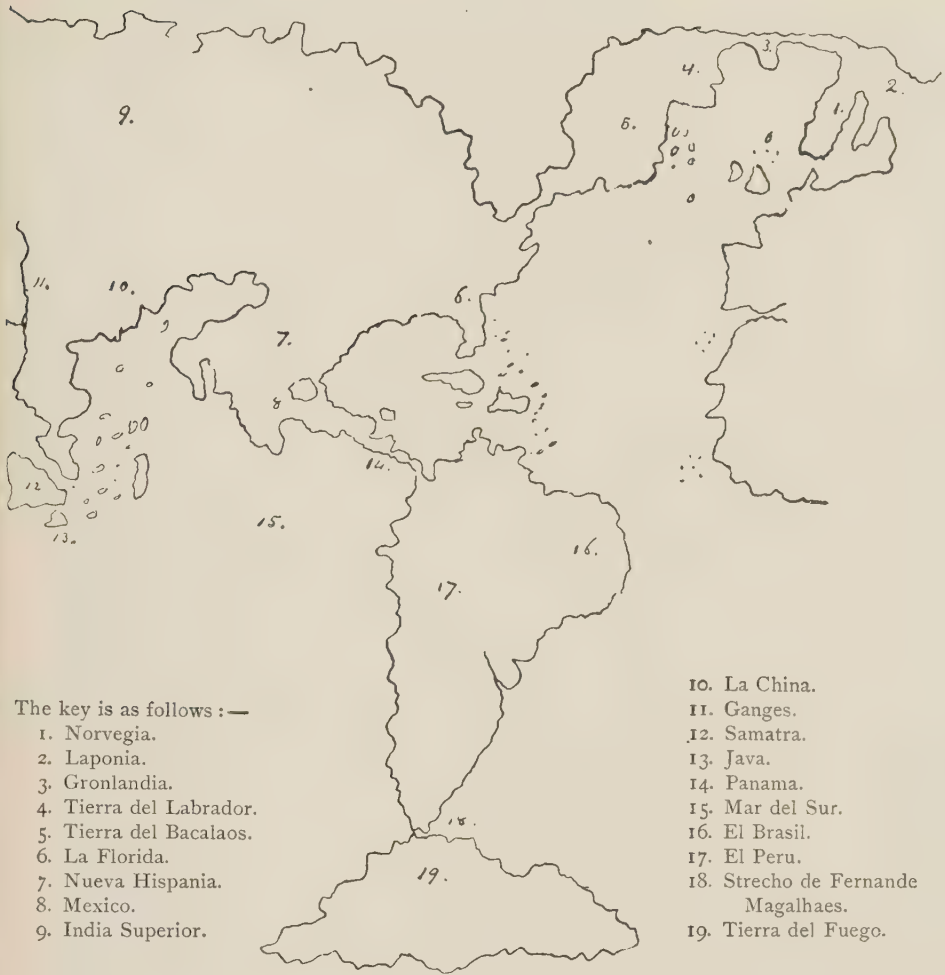 3.
4.
2.
1.
9.
5.
11.
10.
6.
7.
8
14.
12
15.
13.
16.
17.
18.
19.
The key is as follows :—
1. Norvegia.
2. Laponia.
3. Gronlandia.
4. Tierra del Labrador.
5. Tierra del Bacalaos.
6. La Florida.
7. Nueva Hispania.
8. Mexico.
9. India Superior.
10. La China.
11. Ganges.
12. Samatra.
13. Java.
14. Panama.
15. Mar del Sur.
16. El Brasil.
17. El Peru.
18. Strecho de Fernande
Magalhaes.
19. Tierra del Fuego.